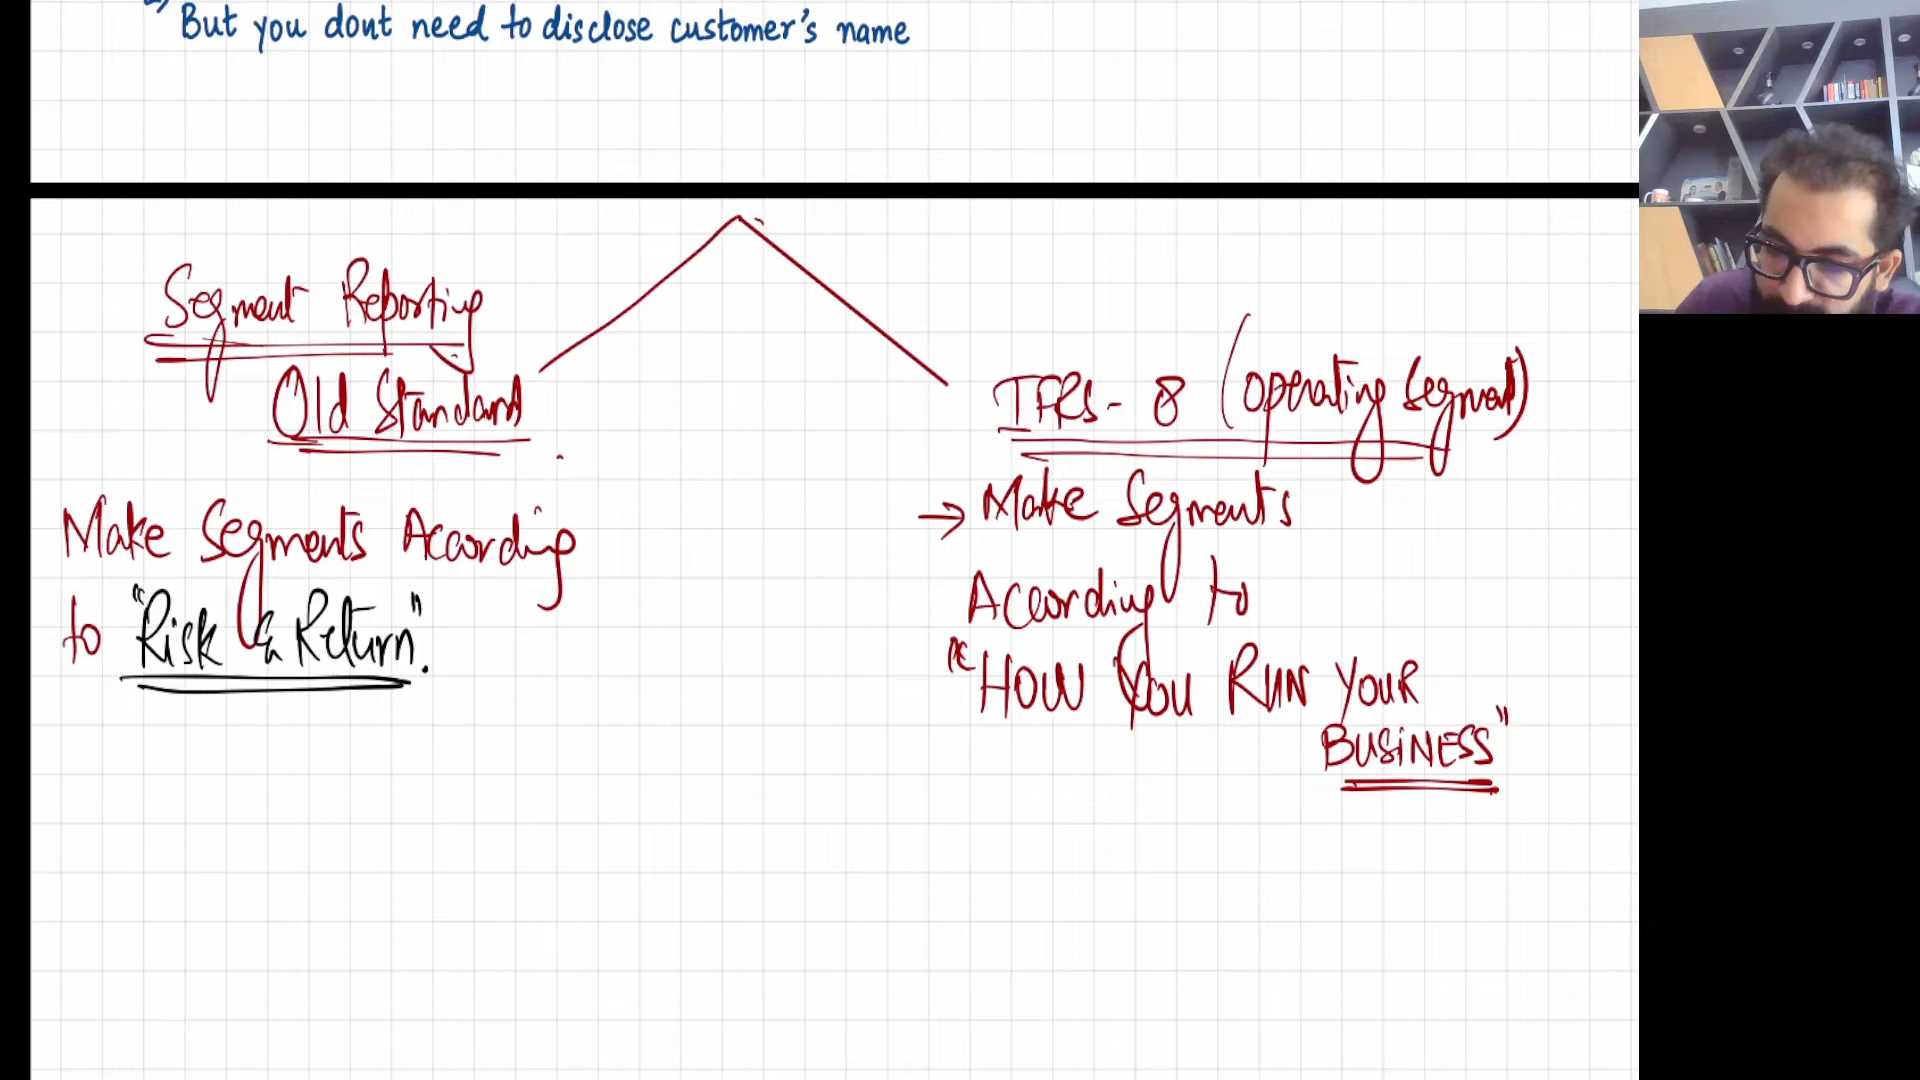 But you dont need to disclose customer's name
Segment Reporting
Old Standard
Make Segments According
to "Risk & Return".
IFRS - 8 (Operating Segment)
→ Make Segments
According to
"HOW YOU RUN YOUR
BUSINESS"